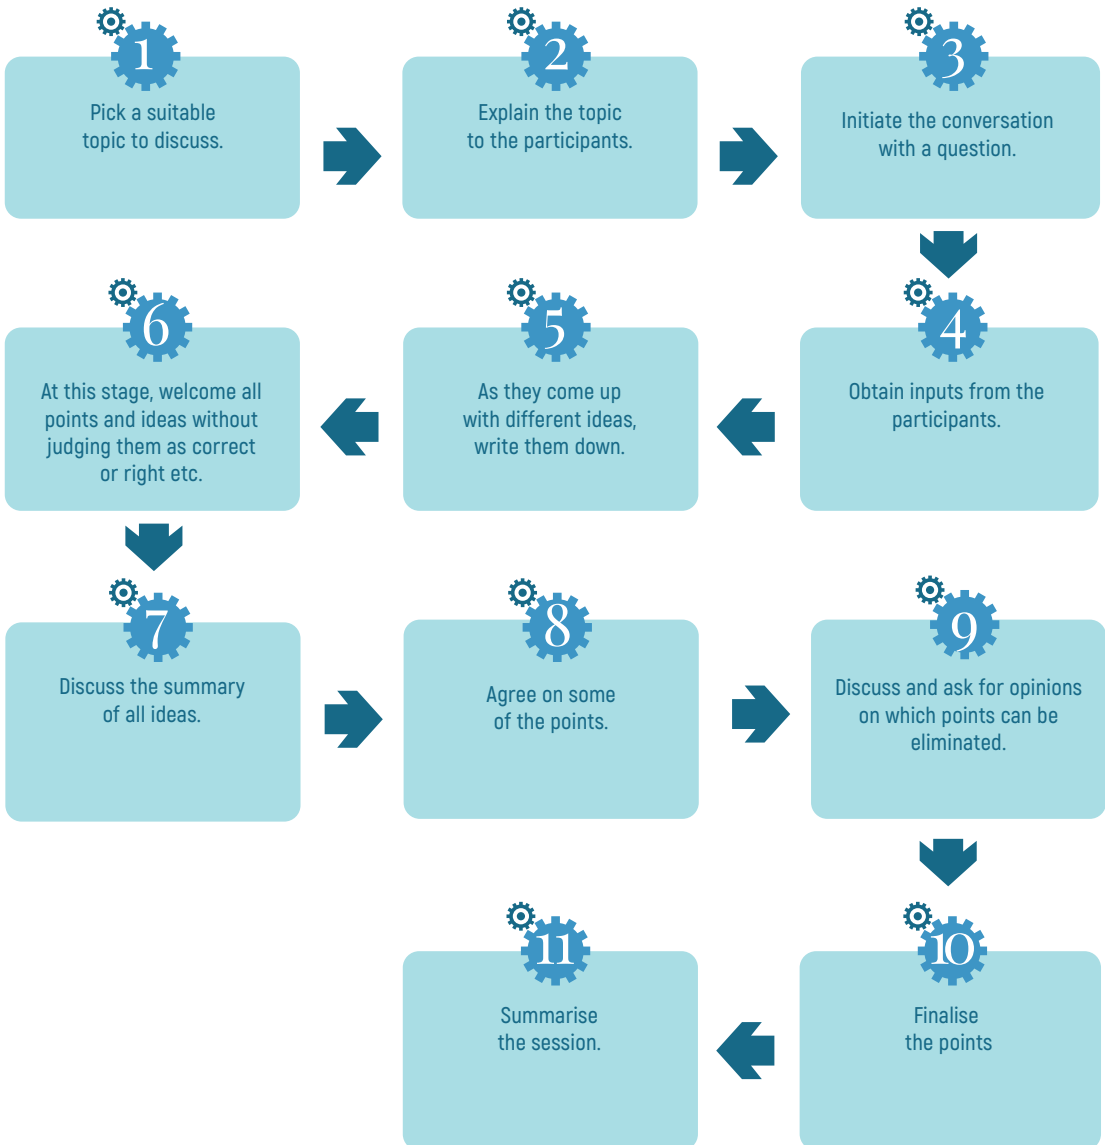 1
Pick a suitable
topic to discuss.
2
Explain the topic
to the participants.
3
Initiate the conversation
with a question.
4
Obtain inputs from the
participants.
5
As they come up
with different ideas,
write them down.
6
At this stage, welcome all
points and ideas without
judging them as correct
or right etc.
7
Discuss the summary
of all ideas.
8
Agree on some
of the points.
9
Discuss and ask for opinions
on which points can be
eliminated.
10
Finalise
the points
11
Summarise
the session.